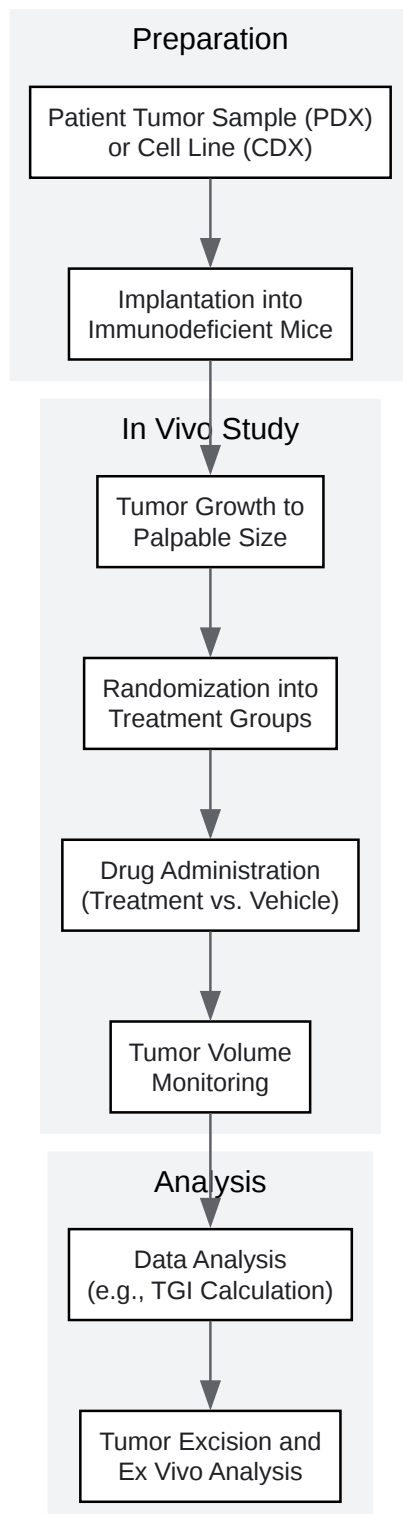 Preparation
Patient Tumor Sample (PDX)
or Cell Line (CDX)
Implantation into
Immunodeficient Mice
In Vivo Study
Tumor Growth to
Palpable Size
Randomization into
Treatment Groups
Drug Administration
(Treatment vs. Vehicle)
Tumor Volume
Monitoring
Analysis
Data Analysis
(e.g., TGI Calculation)
Tumor Excision and
Ex Vivo Analysis